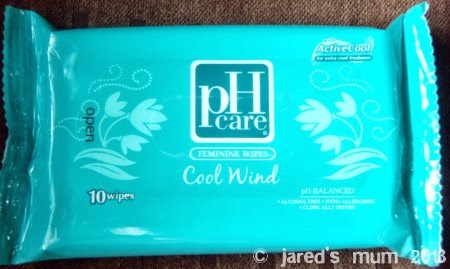 ActiveCool
for extra cool freshness
open
pH
care
FEMININE WIPES
Cool Wind
10 wipes
pH-BALANCED
• ALCOHOL FREE • HYPO ALLERGENIC
• CLINICALLY TESTED
© jared's mum 2013